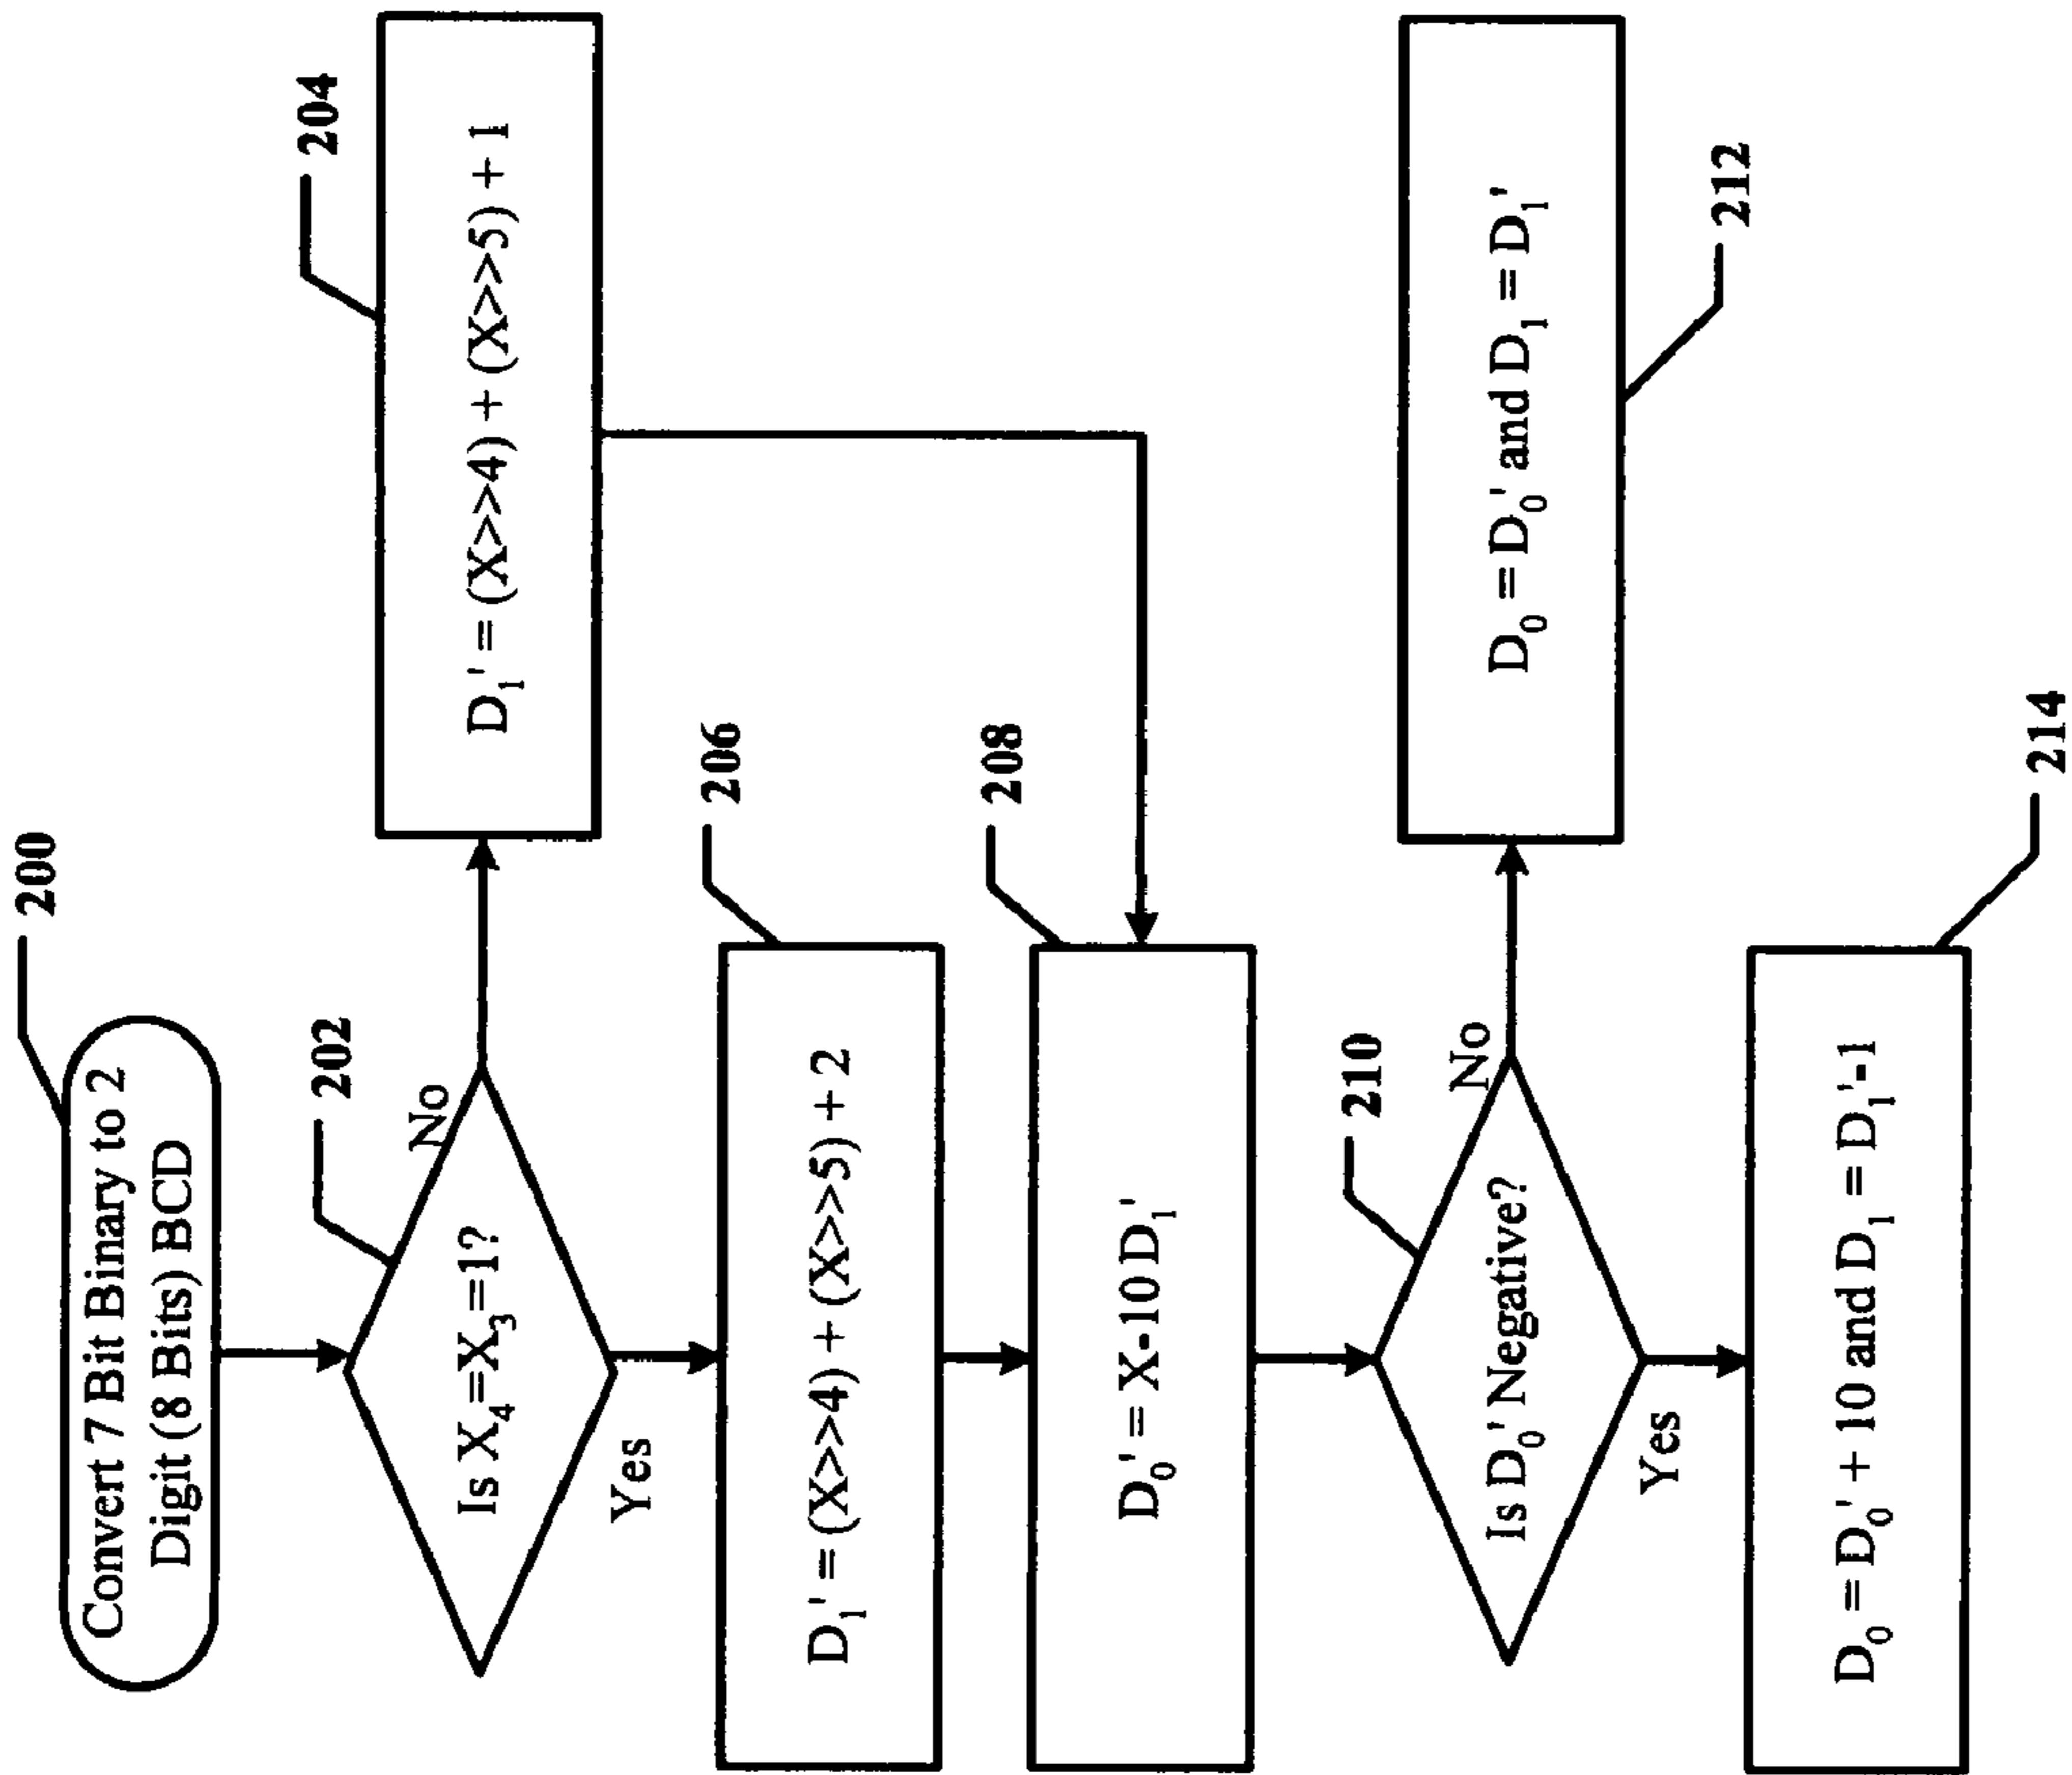 200
Convert 7 Bit Binary to 2
Digit (8 Bits) BCD
202
Is X₄=X₃=1?
No
Yes
204
D₁' = (X>>4) + (X>>5) + 1
206
D₁' = (X>>4) + (X>>5) + 2
208
D₀' = X-10D₁'
210
Is D₀' Negative?
No
Yes
212
D₀ = D₀' and D₁ = D₁'
214
D₀ = D₀' + 10 and D₁ = D₁'-1